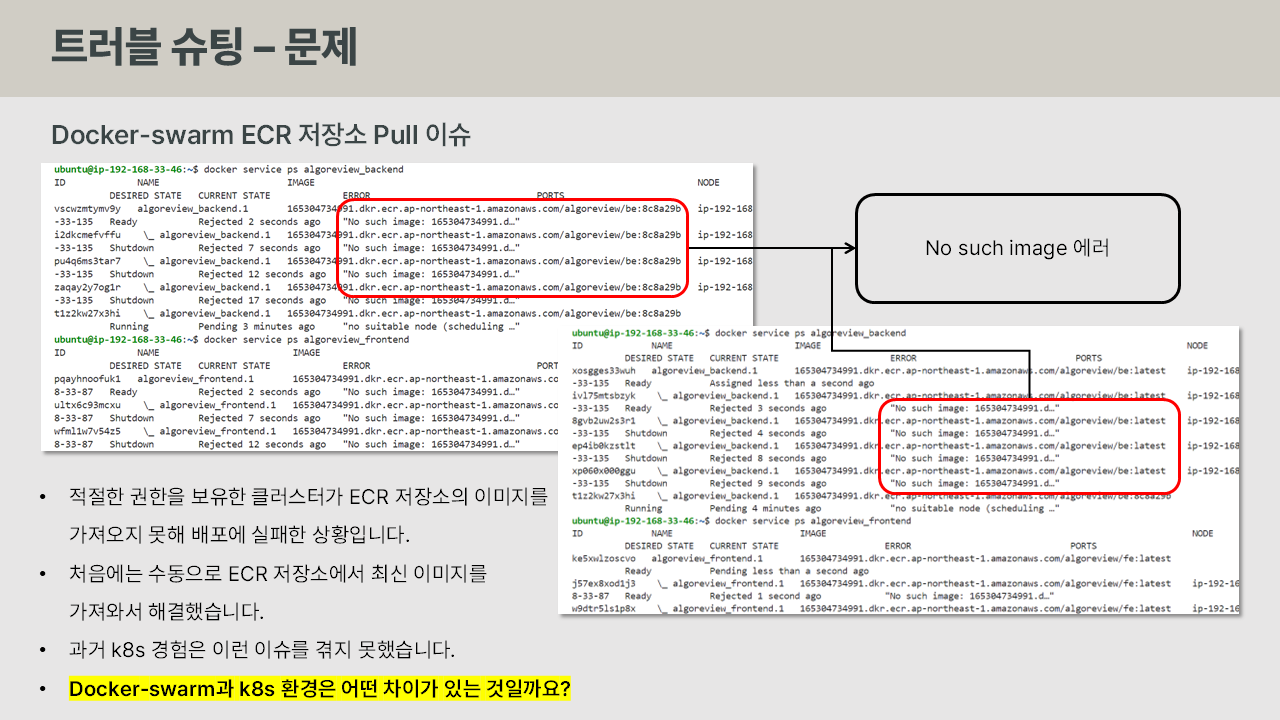 트러블 슈팅 – 문제
Docker-swarm ECR 저장소 Pull 이슈
ubuntu@ip-192-168-33-46:~$ docker service ps algoreview_backend
ID NAME IMAGE NODE
DESIRED STATE CURRENT STATE ERROR PORTS
vscwzmtymv9y algoreview_backend.1 165304734991.dkr.ecr.ap-northeast-1.amazonaws.com/algoreview/be:8c8a29b ip-192-168
-33-135 Ready Rejected 2 seconds ago "No such image: 165304734991.d…"
i2dkcmefvffu \_ algoreview_backend.1 165304734991.dkr.ecr.ap-northeast-1.amazonaws.com/algoreview/be:8c8a29b ip-192-168
-33-135 Shutdown Rejected 7 seconds ago "No such image: 165304734991.d…"
pu4q6ms3tar7 \_ algoreview_backend.1 165304734991.dkr.ecr.ap-northeast-1.amazonaws.com/algoreview/be:8c8a29b ip-192-168
-33-135 Shutdown Rejected 12 seconds ago "No such image: 165304734991.d…"
zaqay2y7og1r \_ algoreview_backend.1 165304734991.dkr.ecr.ap-northeast-1.amazonaws.com/algoreview/be:8c8a29b ip-192-168
-33-135 Shutdown Rejected 17 seconds ago "No such image: 165304734991.d…"
t1z2kw27x3hi \_ algoreview_backend.1 165304734991.dkr.ecr.ap-northeast-1.amazonaws.com/algoreview/be:8c8a29b
Running Pending 3 minutes ago "no suitable node (scheduling …"
ubuntu@ip-192-168-33-46:~$ docker service ps algoreview_frontend
ID NAME IMAGE
DESIRED STATE CURRENT STATE ERROR PORT
pqayhnoofuk1 algoreview_frontend.1 165304734991.dkr.ecr.ap-northeast-1.amazonaws.co
8-33-87 Ready Rejected 2 seconds ago "No such image: 165304734991.d…"
ultx6c93mcxu \_ algoreview_frontend.1 165304734991.dkr.ecr.ap-northeast-1.amazonaws.co
8-33-87 Shutdown Rejected 7 seconds ago "No such image: 165304734991.d…"
wfml1w7v54z5 \_ algoreview_frontend.1 165304734991.dkr.ecr.ap-northeast-1.amazonaws.co
8-33-87 Shutdown Rejected 12 seconds ago "No such image: 165304734991.d…"
No such image 에러
ubuntu@ip-192-168-33-46:~$ docker service ps algoreview_backend
ID NAME IMAGE NODE
DESIRED STATE CURRENT STATE ERROR PORTS
xosgges33wuh algoreview_backend.1 165304734991.dkr.ecr.ap-northeast-1.amazonaws.com/algoreview/be:latest ip-192-168
-33-135 Ready Assigned less than a second ago
ivl75mtsbzyk \_ algoreview_backend.1 165304734991.dkr.ecr.ap-northeast-1.amazonaws.com/algoreview/be:latest ip-192-168
-33-135 Ready Rejected 3 seconds ago "No such image: 165304734991.d…"
8gvb2uw2s3r1 \_ algoreview_backend.1 165304734991.dkr.ecr.ap-northeast-1.amazonaws.com/algoreview/be:latest ip-192-168
-33-135 Shutdown Rejected 4 seconds ago "No such image: 165304734991.d…"
ep4ib0kzstlt \_ algoreview_backend.1 165304734991.dkr.ecr.ap-northeast-1.amazonaws.com/algoreview/be:latest ip-192-168
-33-135 Shutdown Rejected 8 seconds ago "No such image: 165304734991.d…"
xp060x000ggu \_ algoreview_backend.1 165304734991.dkr.ecr.ap-northeast-1.amazonaws.com/algoreview/be:latest ip-192-168
-33-135 Shutdown Rejected 9 seconds ago "No such image: 165304734991.d…"
t1z2kw27x3hi \_ algoreview_backend.1 165304734991.dkr.ecr.ap-northeast-1.amazonaws.com/algoreview/be:8c8a29b
Running Pending 4 minutes ago "no suitable node (scheduling …"
ubuntu@ip-192-168-33-46:~$ docker service ps algoreview_frontend
ID NAME IMAGE NODE
DESIRED STATE CURRENT STATE ERROR PORTS
ke5xwlzoscvo algoreview_frontend.1 165304734991.dkr.ecr.ap-northeast-1.amazonaws.com/algoreview/fe:latest
Ready Pending less than a second ago
j57ex8xod1j3 \_ algoreview_frontend.1 165304734991.dkr.ecr.ap-northeast-1.amazonaws.com/algoreview/fe:latest ip-192-16
8-33-87 Ready Rejected 1 second ago "No such image: 165304734991.d…"
w9dtr5ls1p8x \_ algoreview_frontend.1 165304734991.dkr.ecr.ap-northeast-1.amazonaws.com/algoreview/fe:latest ip-192-16
• 적절한 권한을 보유한 클러스터가 ECR 저장소의 이미지를
가져오지 못해 배포에 실패한 상황입니다.
• 처음에는 수동으로 ECR 저장소에서 최신 이미지를
가져와서 해결했습니다.
• 과거 k8s 경험은 이런 이슈를 겪지 못했습니다.
• Docker-swarm과 k8s 환경은 어떤 차이가 있는 것일까요?